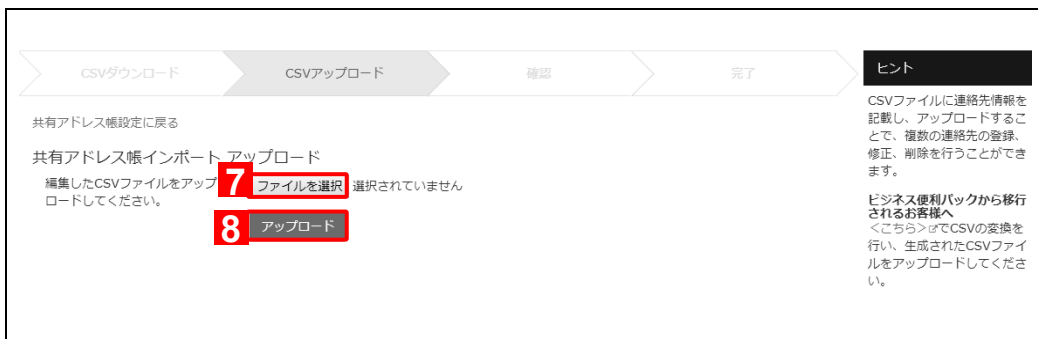 CSVダウンロード
CSVアップロード
確認
完了
共有アドレス帳設定に戻る
共有アドレス帳インポート アップロード
編集したCSVファイルをアップ
ロードしてください。
7
ファイルを選択 選択されていません
8
アップロード
ヒント
CSVファイルに連絡先情報を
記載し、アップロードするこ
とで、複数の連絡先の登録、
修正、削除を行うことができ
ます。
ビジネス便利パックから移行
されるお客様へ
<こちら>でCSVの変換を
行い、生成されたCSVファイ
ルをアップロードしてくださ
い。